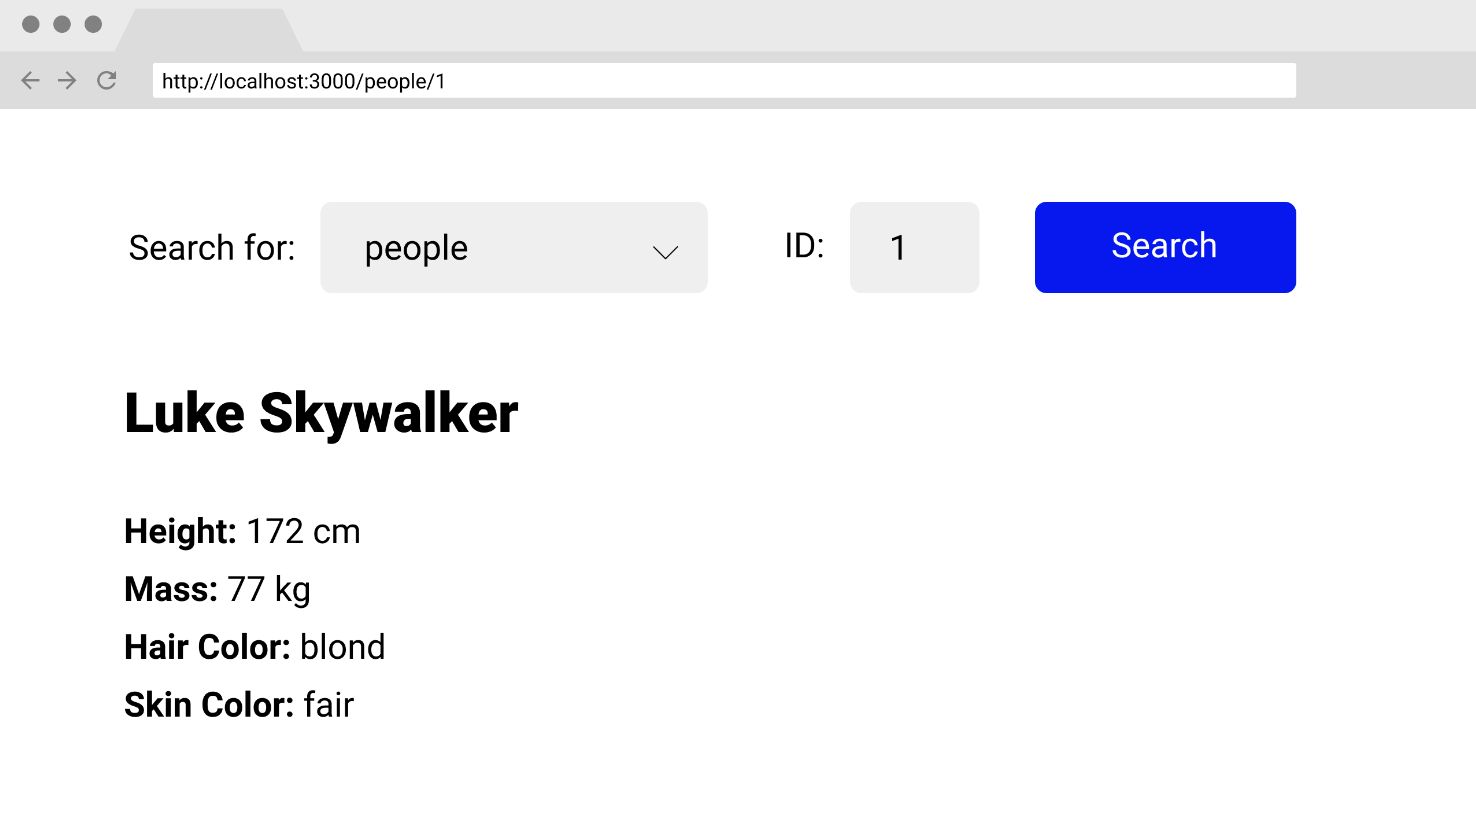 http://localhost:3000/people/1
Search for: people ID: 1 Search
Luke Skywalker
Height: 172 cm
Mass: 77 kg
Hair Color: blond
Skin Color: fair